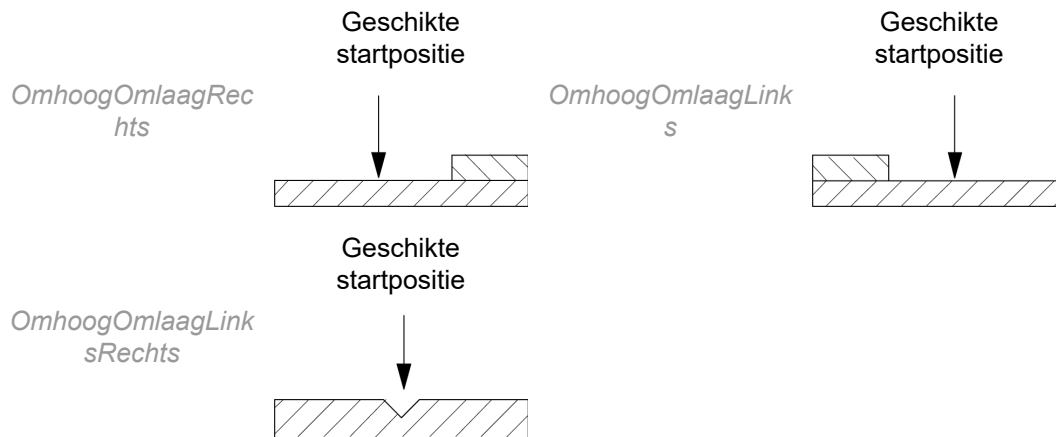 Geschikte
startpositie
OmhoogOmlaagRec
hts
Geschikte
startpositie
OmhoogOmlaagLink
s
Geschikte
startpositie
OmhoogOmlaagLink
sRechts